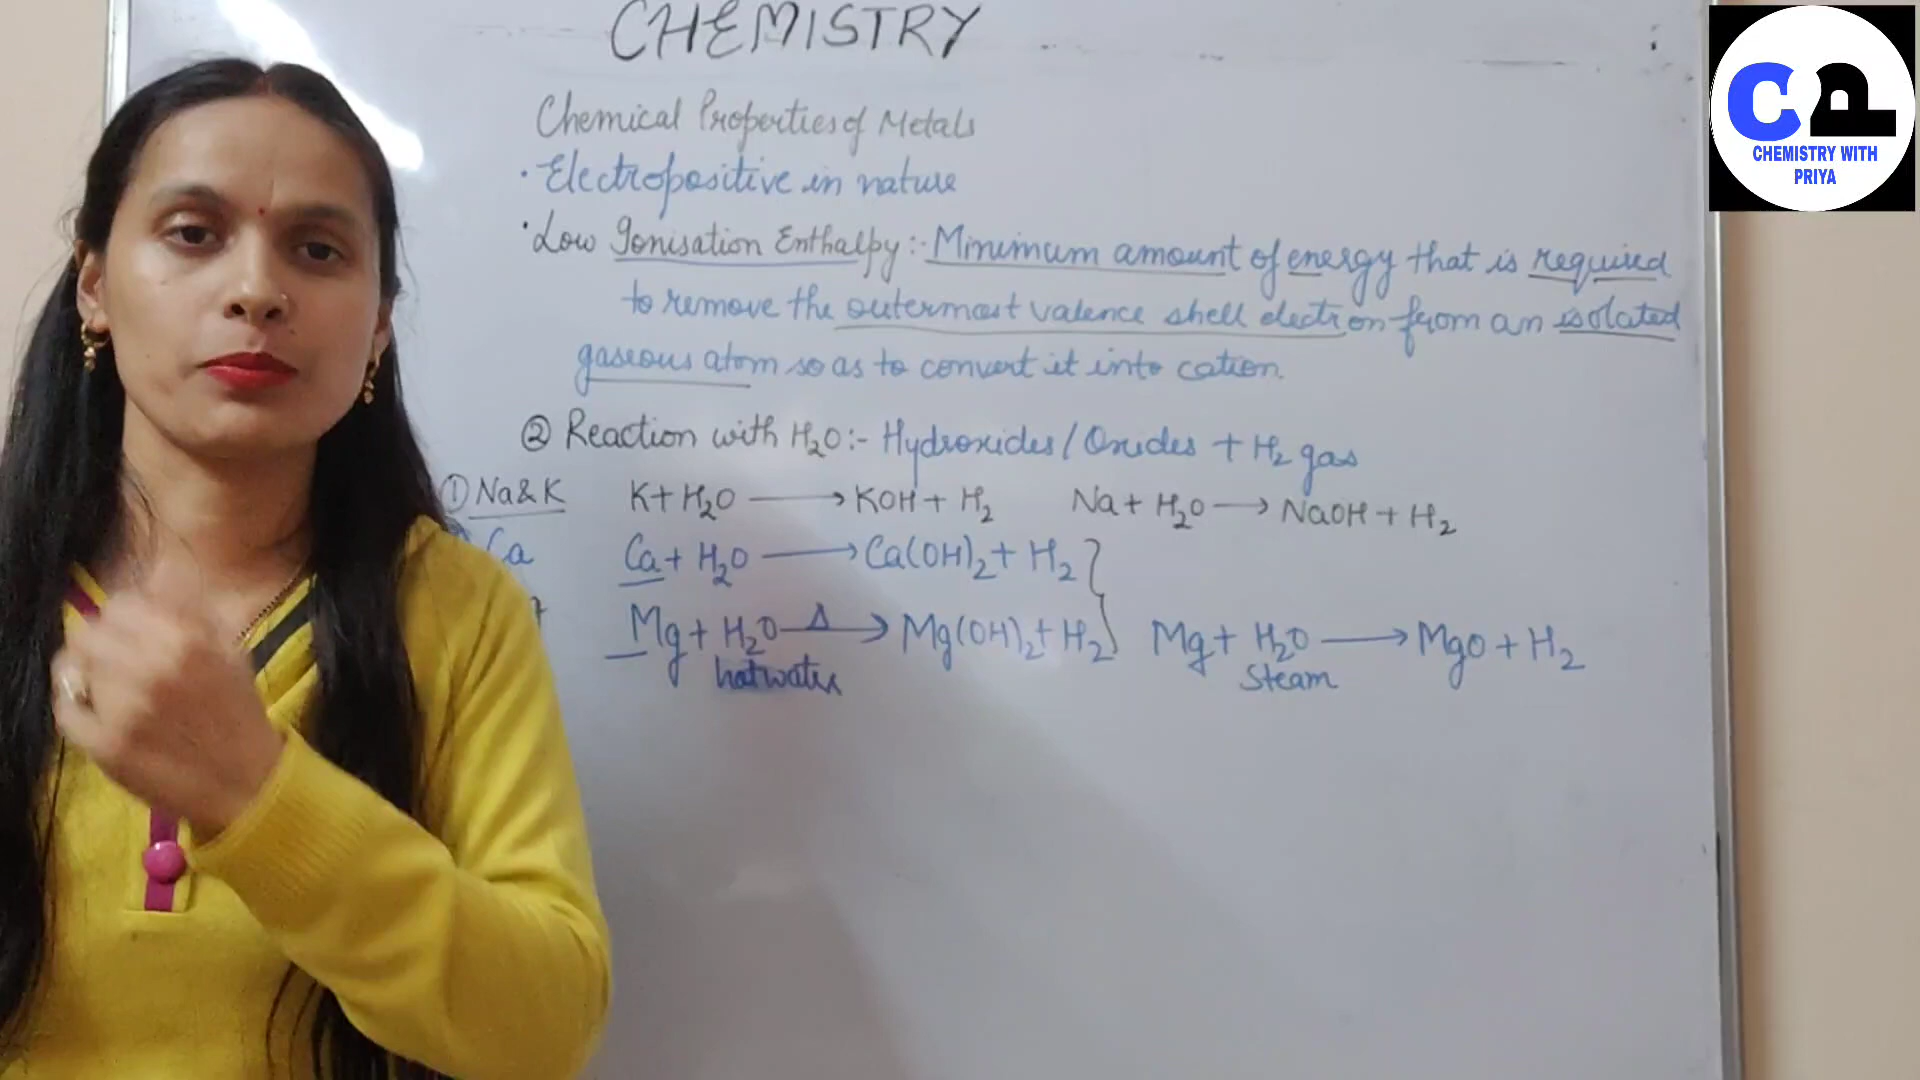 CHEMISTRY
CP
CHEMISTRY WITH
PRIYA
Chemical Properties of Metals
• Electropositive in nature
• Low Ionisation Enthalpy :- Minimum amount of energy that is required
to remove the outermost valence shell electron from an isolated
gaseous atom so as to convert it into cation.
② Reaction with H₂O :- Hydroxides / Oxides + H₂ gas
① Na & K K + H₂O ⟶ KOH + H₂ Na + H₂O ⟶ NaOH + H₂
Ca Ca + H₂O ⟶ Ca(OH)₂ + H₂
Mg + H₂O —Δ→ Mg(OH)₂ + H₂ Mg + H₂O ⟶ MgO + H₂
hot water Steam